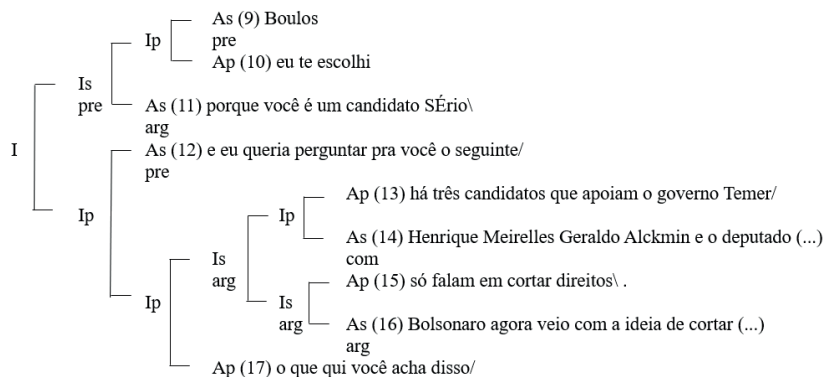 As (9) Boulos
Ip pre
Ap (10) eu te escolhi
Is
pre As (11) porque você é um candidato SÉrio\
arg
I As (12) e eu queria perguntar pra você o seguinte/
pre
Ap (13) há três candidatos que apoiam o governo Temer/
Ip Ip
As (14) Henrique Meirelles Geraldo Alckmin e o deputado (...)
Is com
arg Ap (15) só falam em cortar direitos\ .
Ip Is
arg As (16) Bolsonaro agora veio com a ideia de cortar (...)
arg
Ap (17) o que qui você acha disso/